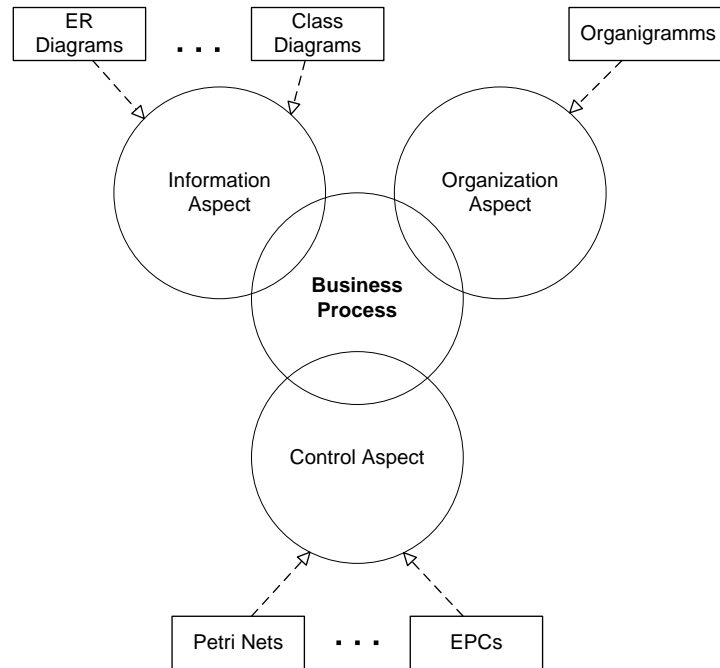 ER
Diagrams
. . .
Class
Diagrams
Organigramms
Information
Aspect
Organization
Aspect
Business
Process
Control Aspect
Petri Nets
. . .
EPCs